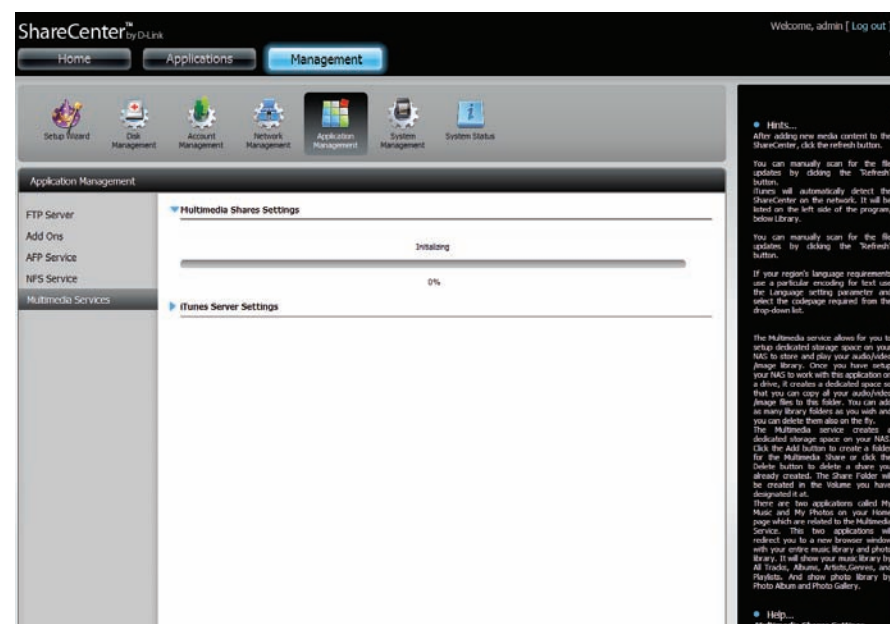 ShareCenter™ by D-Link
Welcome, admin [ Log out ]
Home
Applications
Management
Setup Wizard
Disk Management
Account Management
Network Management
Application Management
System Management
System Status
Application Management
FTP Server
Add Ons
AFP Service
NFS Service
Multimedia Services
Multimedia Shares Settings
Initializing
0%
iTunes Server Settings
Hints...
After adding new media content to the
ShareCenter, click the refresh button.
You can manually scan for the file
updates by clicking the "Refresh"
button.
iTunes will automatically detect the
ShareCenter on the network. It will be
listed on the left side of the program,
below Library.
You can manually scan for the file
updates by clicking the "Refresh"
button.
If your region's language requirements
use a particular encoding for text use
the Language setting parameter and
select the codepage required from the
drop-down list.
The Multimedia service allows for you to
setup dedicated storage space on your
NAS to store and play your audio/video
/image library. Once you have setup
your NAS to work with this application on
a drive, it creates a dedicated space so
that you can copy all your audio/video
/image files to this folder. You can add
as many library folders as you wish and
you can delete them also on the fly.
The Multimedia service creates a
dedicated storage space on your NAS.
Click the Add button to create a folder
for the Multimedia Share or click the
Delete button to delete a share you
already created. The Share Folder will
be created in the Volume you have
designated it at.
There are two applications called My
Music and My Photos on your Home
page which are related to the Multimedia
Service. This two applications will
redirect you to a new browser window
with your entire music library and photo
library. It will show your music library by
All Tracks, Albums, Artists,Genres, and
Playlists. And show photo library by
Photo Album and Photo Gallery.
Help...